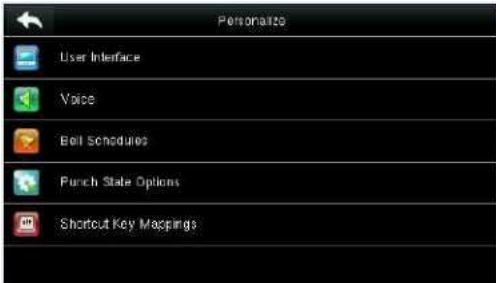 Personalize
User Interface
Voice
Bell Schedules
Punch State Options
Shortcut Key Mappings